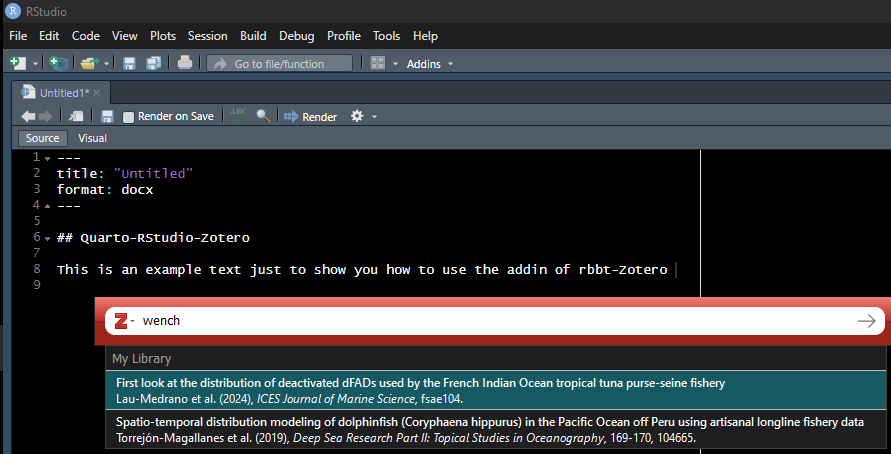 RStudio
File Edit Code View Plots Session Build Debug Profile Tools Help
Go to file/function Addins
Untitled1*
Render on Save ABC Render
Source Visual
1 ---
2 title: "Untitled"
3 format: docx
4 ---
5
6 ## Quarto-RStudio-Zotero
7
8 This is an example text just to show you how to use the addin of rbbt-Zotero
9
Z wench
My Library
First look at the distribution of deactivated dFADs used by the French Indian Ocean tropical tuna purse-seine fishery
Lau-Medrano et al. (2024), ICES Journal of Marine Science, fsae104.
Spatio-temporal distribution modeling of dolphinfish (Coryphaena hippurus) in the Pacific Ocean off Peru using artisanal longline fishery data
Torrejón-Magallanes et al. (2019), Deep Sea Research Part II: Topical Studies in Oceanography, 169-170, 104665.